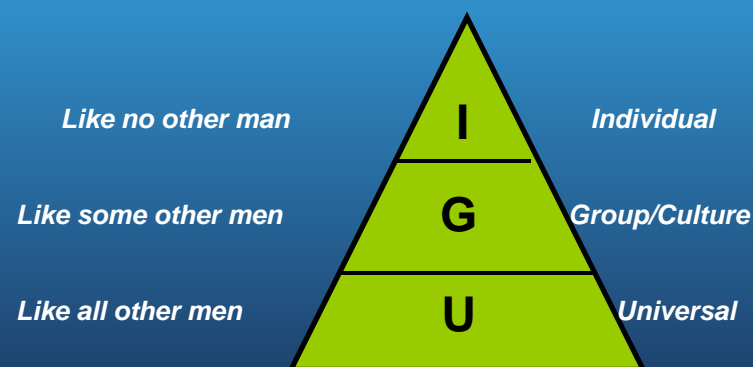 Like no other man I Individual
Like some other men G Group/Culture
Like all other men U Universal